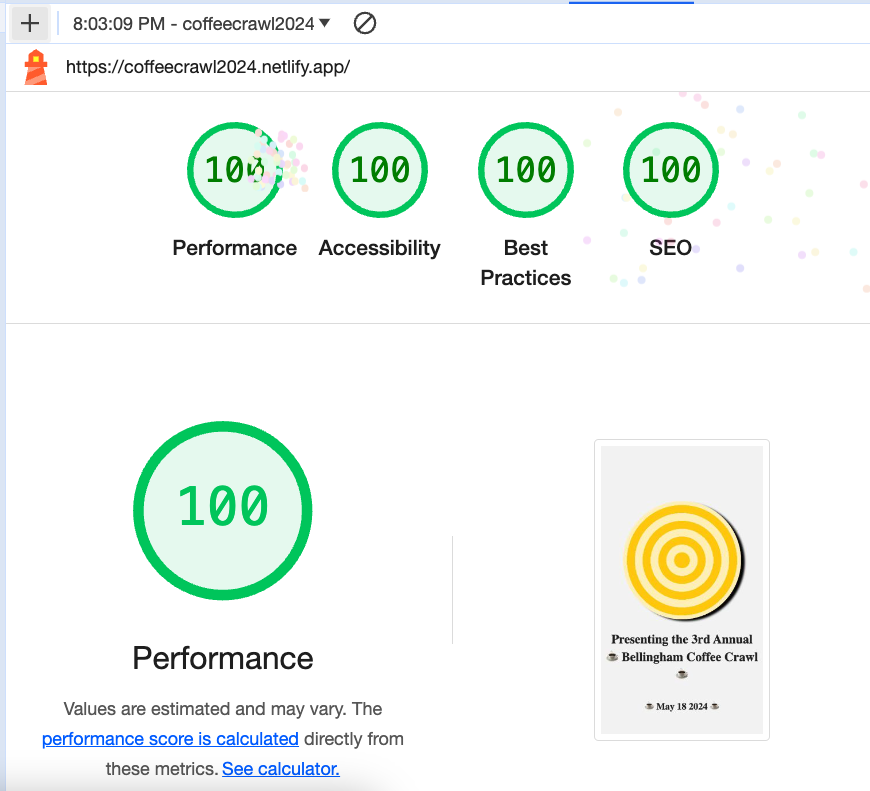 8:03:09 PM - coffeecrawl2024
https://coffeecrawl2024.netlify.app/
100 100 100 100
Performance Accessibility Best Practices SEO
100
Performance
Values are estimated and may vary. The
performance score is calculated directly from
these metrics. See calculator.
Presenting the 3rd Annual
☕ Bellingham Coffee Crawl
☕
☕ May 18 2024 ☕